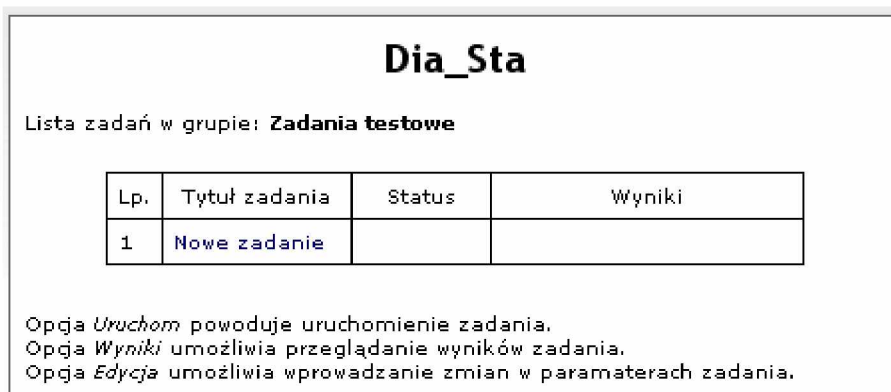 Dia_Sta
Lista zadań w grupie: Zadania testowe
Lp. Tytuł zadania Status Wyniki
1 Nowe zadanie
Opcja Uruchom powoduje uruchomienie zadania.
Opcja Wyniki umożliwia przeglądanie wyników zadania.
Opcja Edycja umożliwia wprowadzanie zmian w paramaterach zadania.